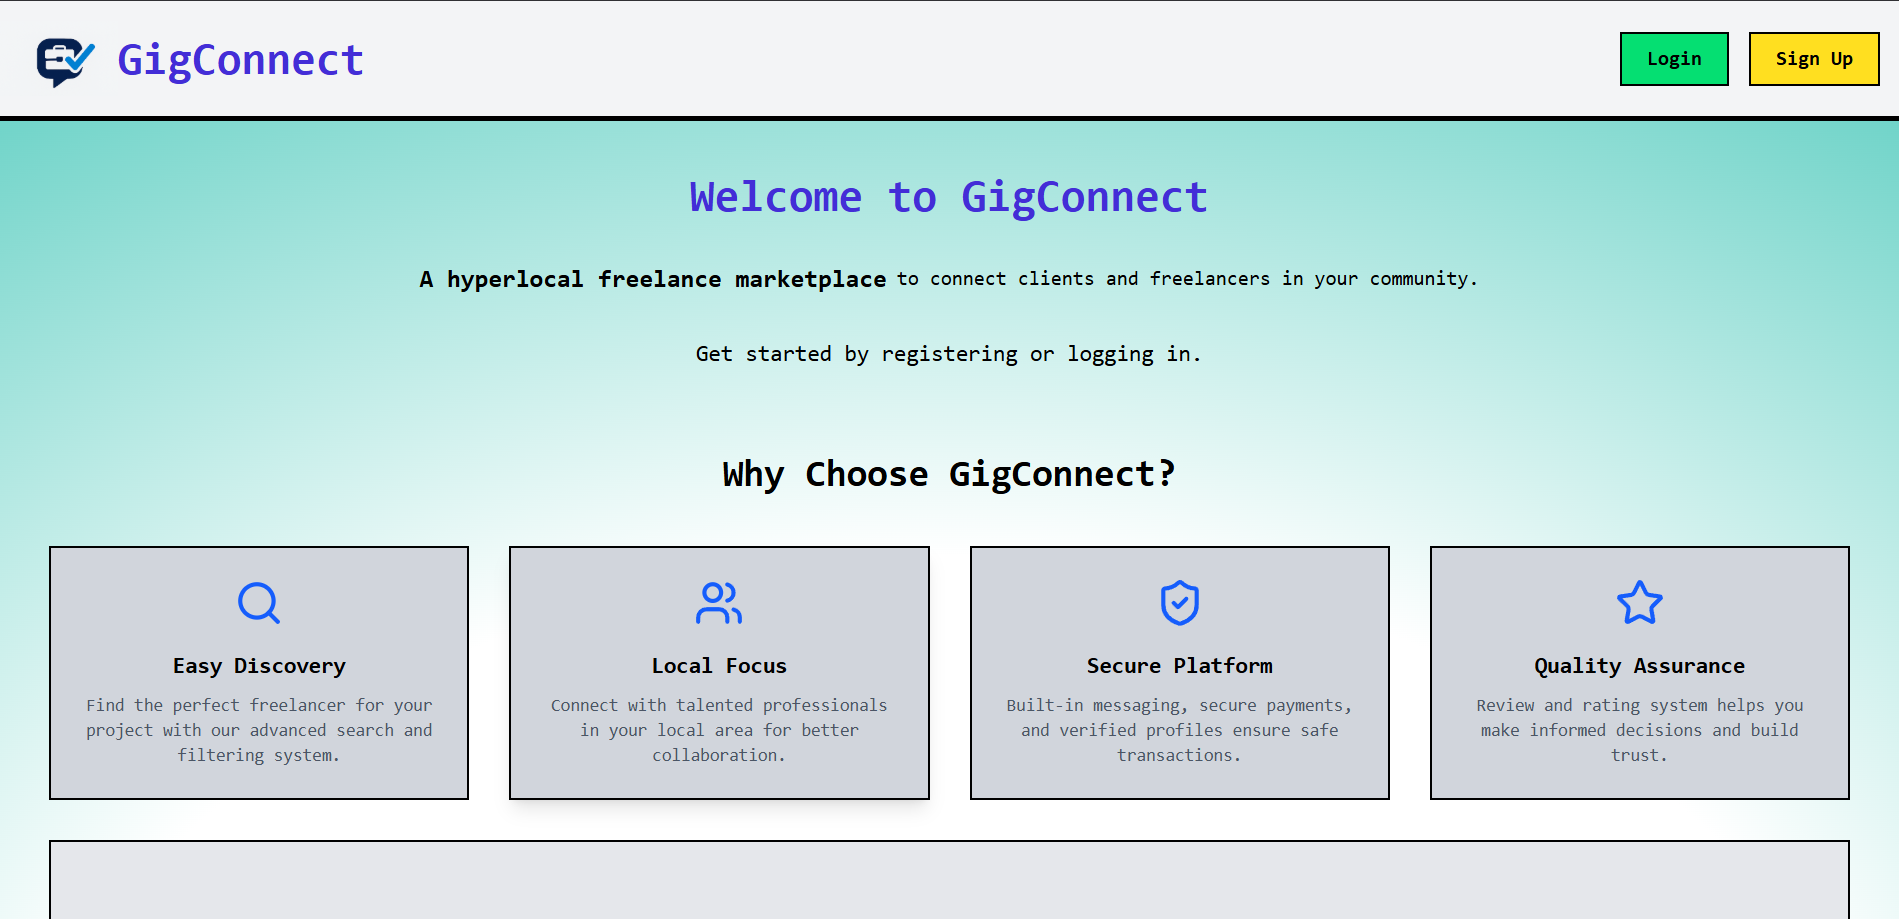 GigConnect
Login
Sign Up
Welcome to GigConnect
A hyperlocal freelance marketplace to connect clients and freelancers in your community.
Get started by registering or logging in.
Why Choose GigConnect?
Easy Discovery
Find the perfect freelancer for your
project with our advanced search and
filtering system.
Local Focus
Connect with talented professionals
in your local area for better
collaboration.
Secure Platform
Built-in messaging, secure payments,
and verified profiles ensure safe
transactions.
Quality Assurance
Review and rating system helps you
make informed decisions and build
trust.